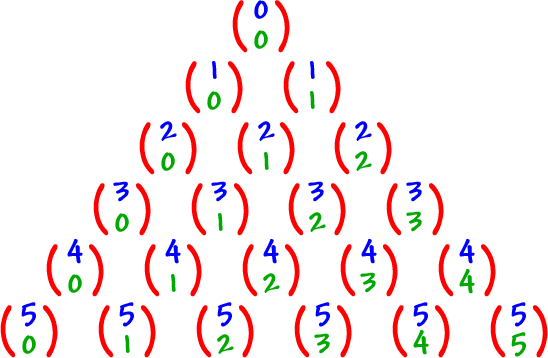 (0 0)
(1 0) (1 1)
(2 0) (2 1) (2 2)
(3 0) (3 1) (3 2) (3 3)
(4 0) (4 1) (4 2) (4 3) (4 4)
(5 0) (5 1) (5 2) (5 3) (5 4) (5 5)